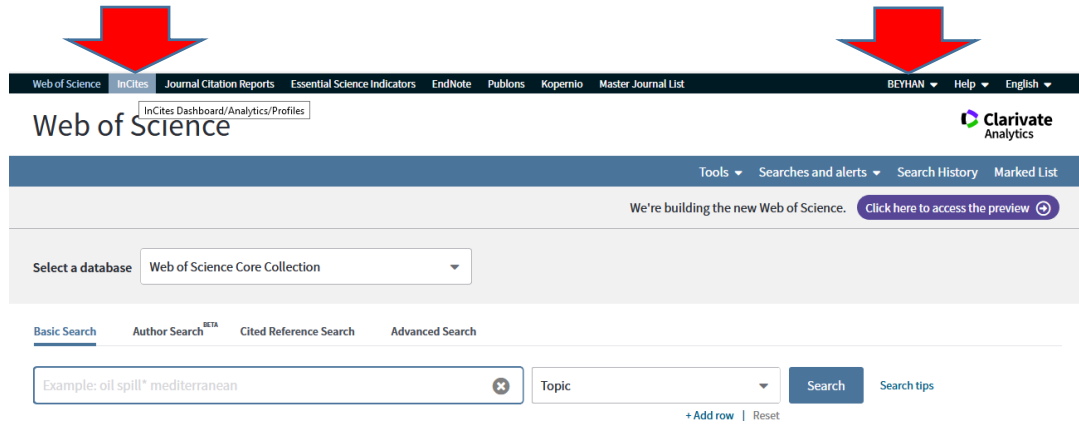 Web of Science InCites Journal Citation Reports Essential Science Indicators EndNote Publons Kopernio Master Journal List BEYHAN Help English
InCites Dashboard/Analytics/Profiles
Web of Science Clarivate
Analytics
Tools Searches and alerts Search History Marked List
We're building the new Web of Science. Click here to access the preview
Select a database Web of Science Core Collection
Basic Search Author Search BETA Cited Reference Search Advanced Search
Example: oil spill* mediterranean Topic Search Search tips
+ Add row | Reset